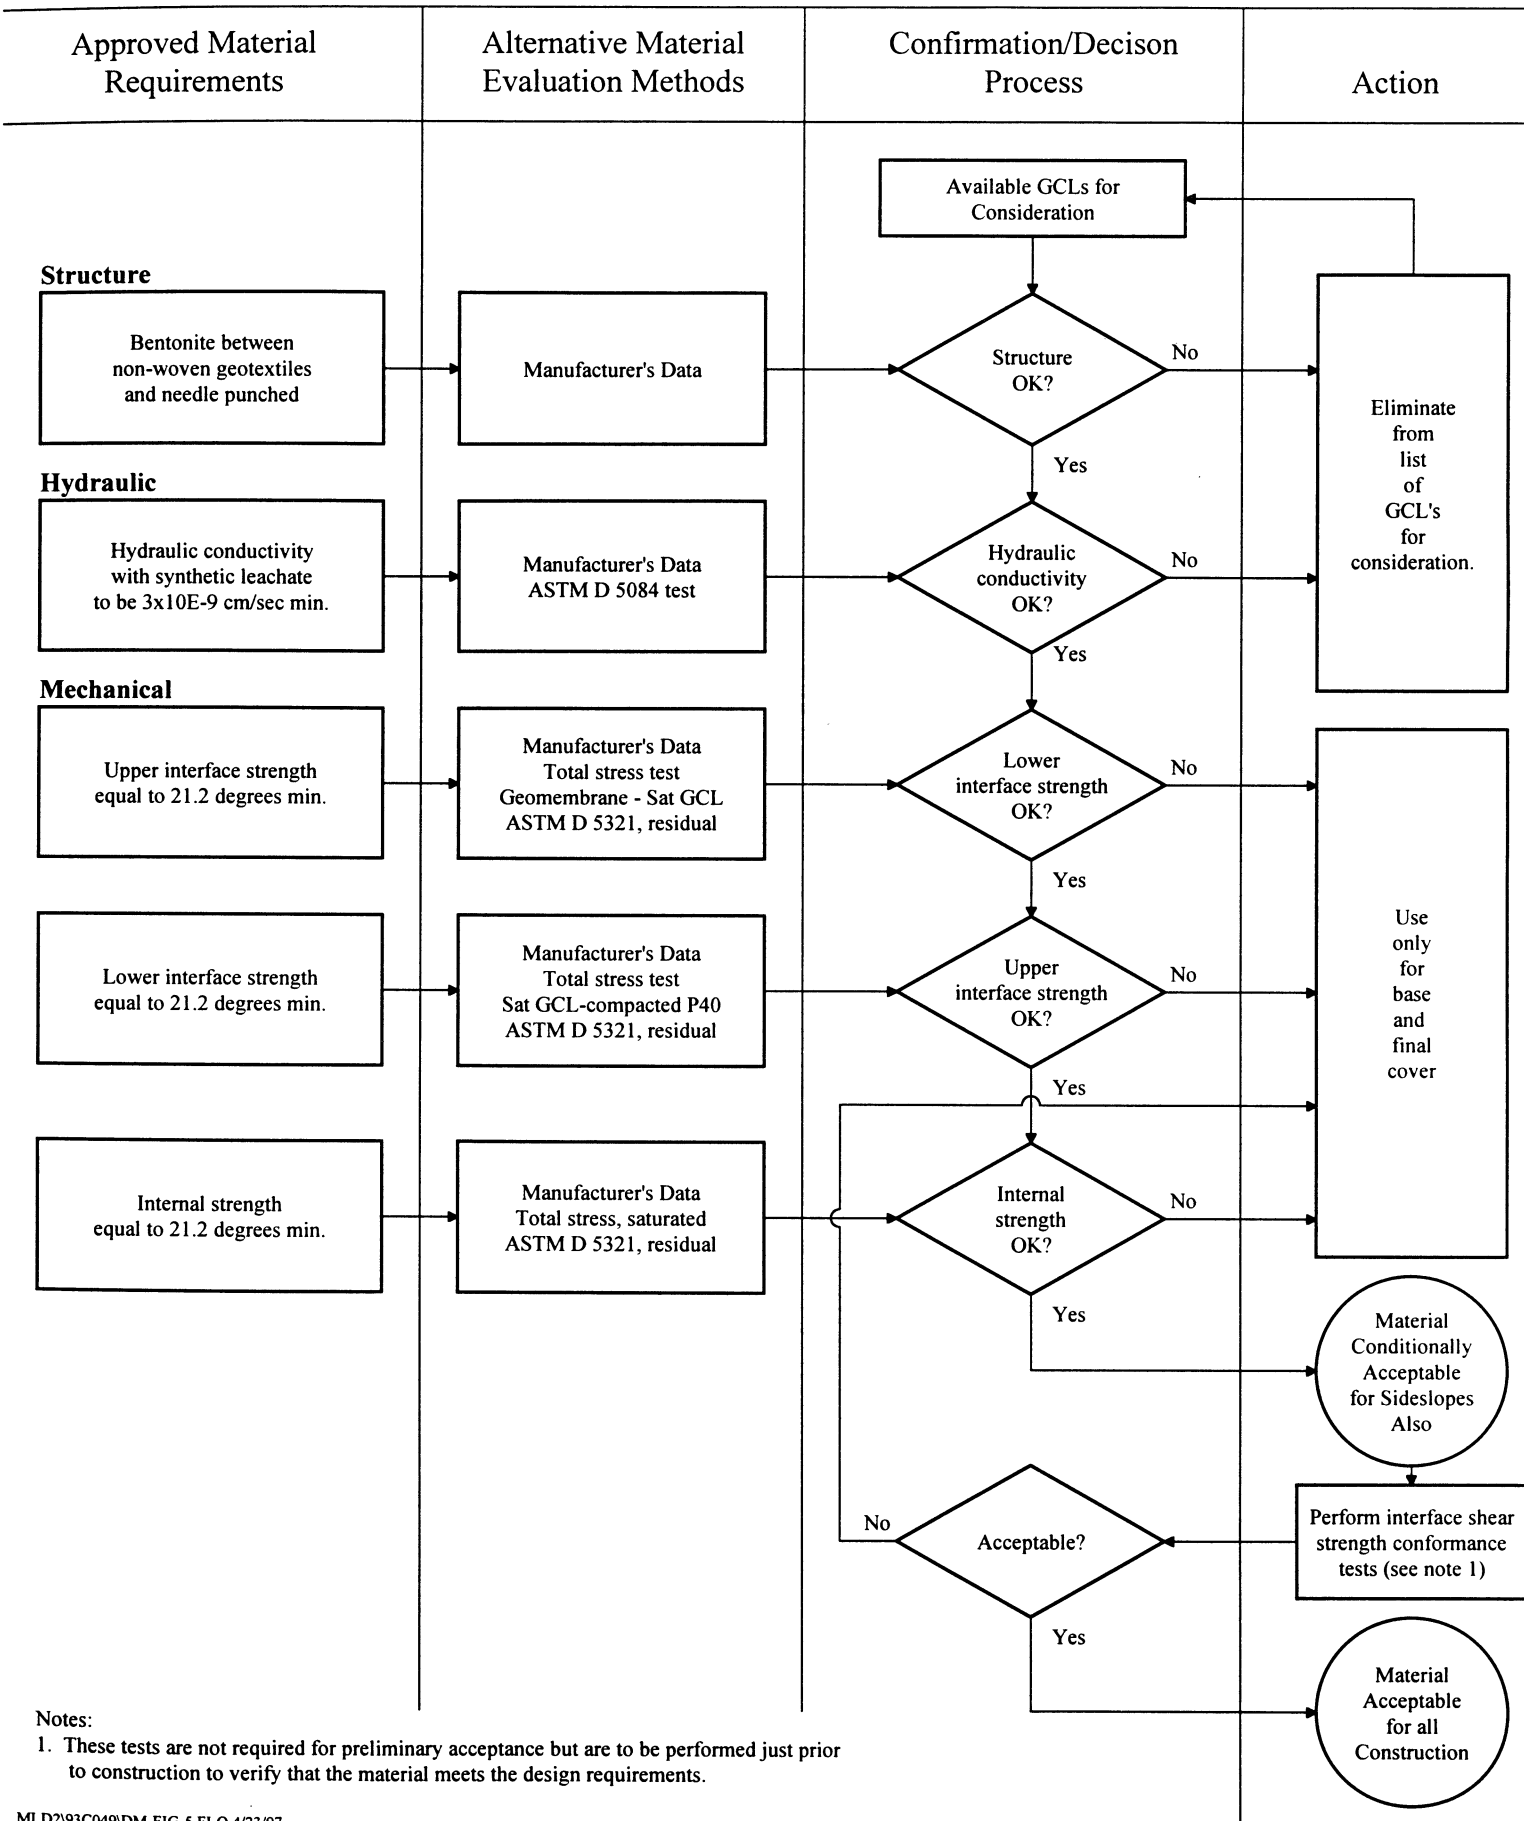 Approved Material
Requirements
Alternative Material
Evaluation Methods
Confirmation/Decison
Process
Action
Available GCLs for
Consideration
Structure
Bentonite between
non-woven geotextiles
and needle punched
Manufacturer's Data
Structure
OK?
No
Yes
Eliminate
from
list
of
GCL's
for
consideration.
Hydraulic
Hydraulic conductivity
with synthetic leachate
to be 3x10E-9 cm/sec min.
Manufacturer's Data
ASTM D 5084 test
Hydraulic
conductivity
OK?
No
Yes
Mechanical
Upper interface strength
equal to 21.2 degrees min.
Manufacturer's Data
Total stress test
Geomembrane - Sat GCL
ASTM D 5321, residual
Lower
interface strength
OK?
No
Yes
Lower interface strength
equal to 21.2 degrees min.
Manufacturer's Data
Total stress test
Sat GCL-compacted P40
ASTM D 5321, residual
Upper
interface strength
OK?
No
Yes
Use
only
for
base
and
final
cover
Internal strength
equal to 21.2 degrees min.
Manufacturer's Data
Total stress, saturated
ASTM D 5321, residual
Internal
strength
OK?
No
Yes
Material
Conditionally
Acceptable
for Sideslopes
Also
Perform interface shear
strength conformance
tests (see note 1)
Acceptable?
No
Yes
Material
Acceptable
for all
Construction
Notes:
1. These tests are not required for preliminary acceptance but are to be performed just prior
to construction to verify that the material meets the design requirements.